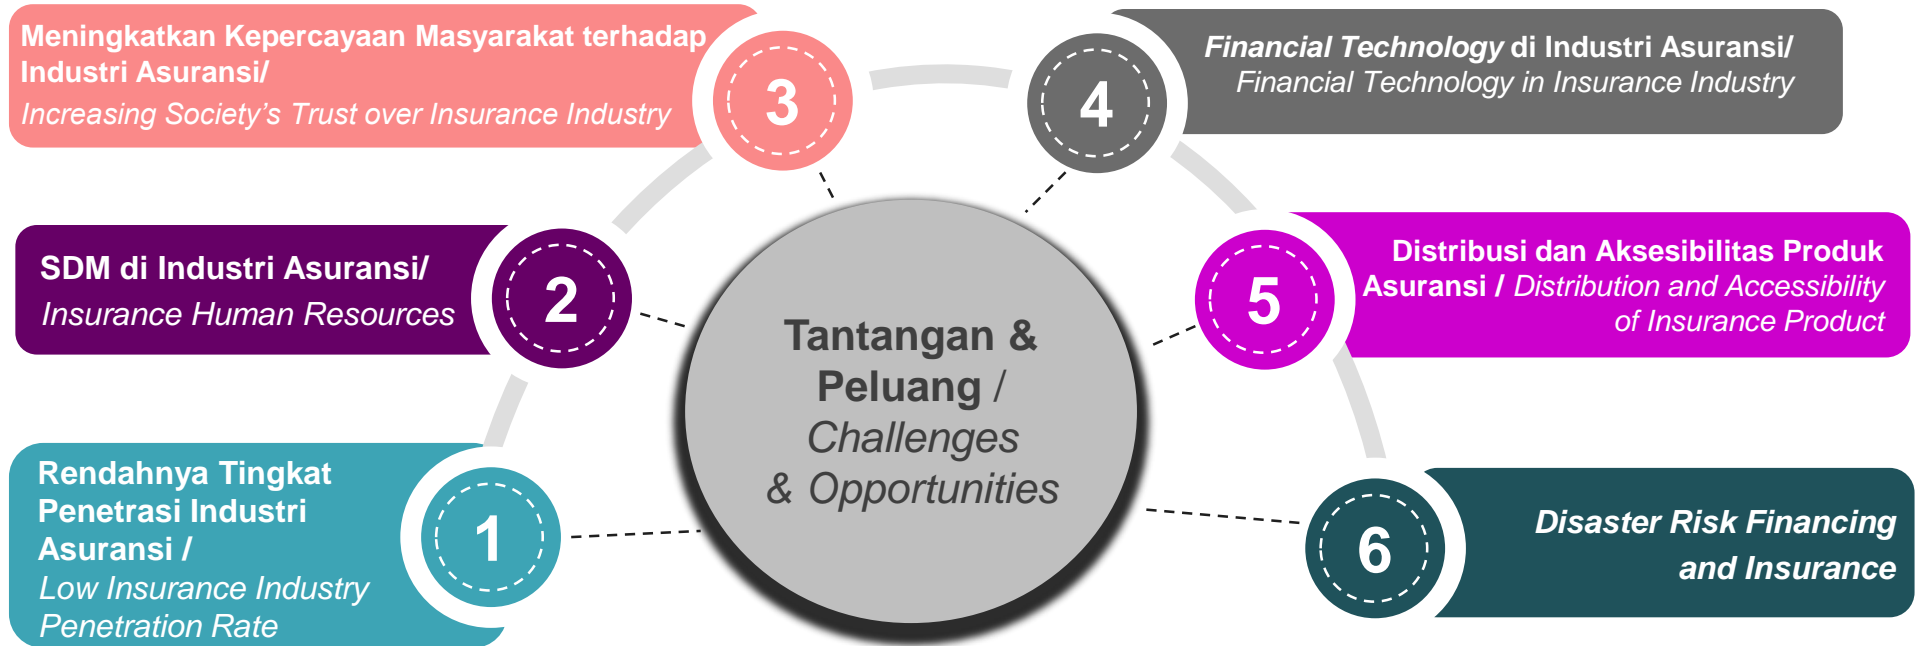 Meningkatkan Kepercayaan Masyarakat terhadap
Industri Asuransi/
Increasing Society's Trust over Insurance Industry
3
4
Financial Technology di Industri Asuransi/
Financial Technology in Insurance Industry
SDM di Industri Asuransi/
Insurance Human Resources
2
5
Distribusi dan Aksesibilitas Produk
Asuransi / Distribution and Accessibility
of Insurance Product
Tantangan &
Peluang /
Challenges
& Opportunities
Rendahnya Tingkat
Penetrasi Industri
Asuransi /
Low Insurance Industry
Penetration Rate
1
6
Disaster Risk Financing
and Insurance